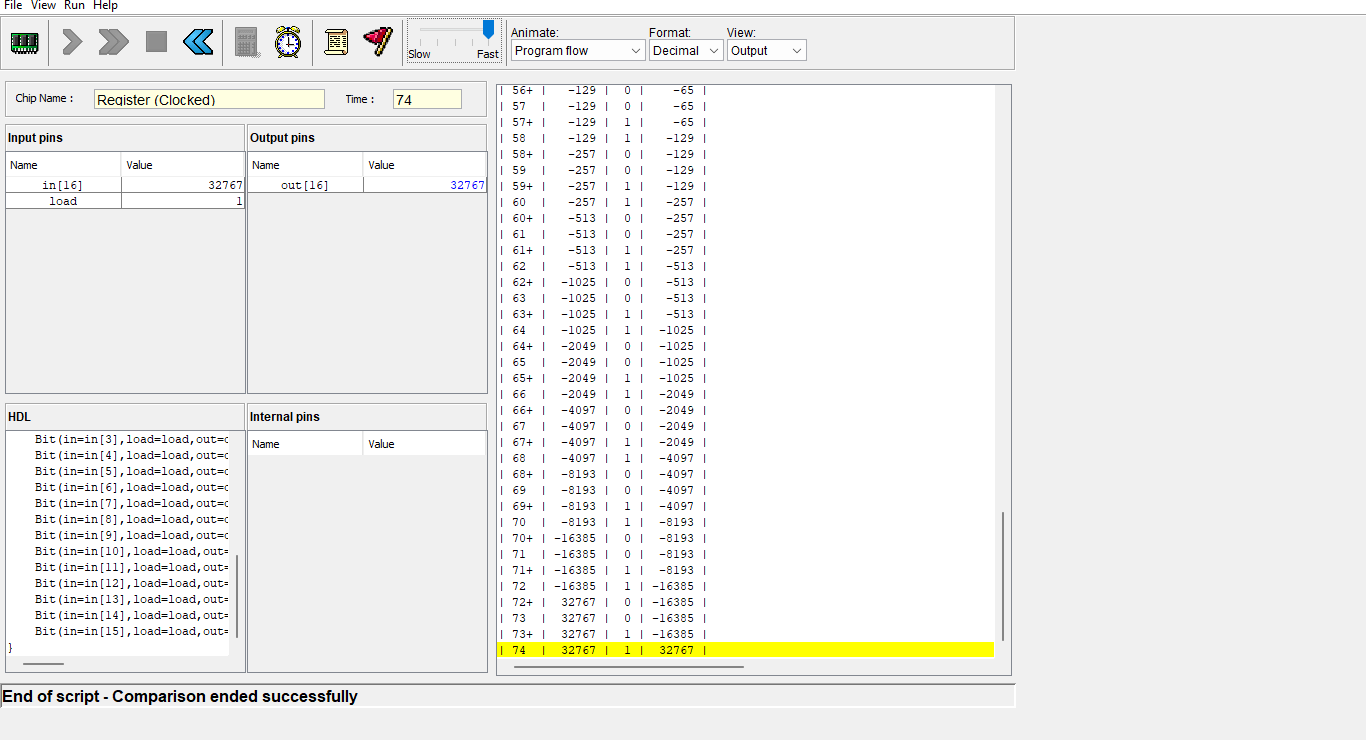 File View Run Help
Animate: Format: View:
Slow Fast Program flow Decimal Output
Chip Name : Register (Clocked) Time : 74
Input pins
Name Value
in[16] 32767
load 1
Output pins
Name Value
out[16] 32767
HDL
Bit(in=in[3],load=load,out=
Bit(in=in[4],load=load,out=
Bit(in=in[5],load=load,out=
Bit(in=in[6],load=load,out=
Bit(in=in[7],load=load,out=
Bit(in=in[8],load=load,out=
Bit(in=in[9],load=load,out=
Bit(in=in[10],load=load,out=
Bit(in=in[11],load=load,out=
Bit(in=in[12],load=load,out=
Bit(in=in[13],load=load,out=
Bit(in=in[14],load=load,out=
Bit(in=in[15],load=load,out=
}
Internal pins
Name Value
| 56+ | -129 | 0 | -65 |
| 57 | -129 | 0 | -65 |
| 57+ | -129 | 1 | -65 |
| 58 | -129 | 1 | -129 |
| 58+ | -257 | 0 | -129 |
| 59 | -257 | 0 | -129 |
| 59+ | -257 | 1 | -129 |
| 60 | -257 | 1 | -257 |
| 60+ | -513 | 0 | -257 |
| 61 | -513 | 0 | -257 |
| 61+ | -513 | 1 | -257 |
| 62 | -513 | 1 | -513 |
| 62+ | -1025 | 0 | -513 |
| 63 | -1025 | 0 | -513 |
| 63+ | -1025 | 1 | -513 |
| 64 | -1025 | 1 | -1025 |
| 64+ | -2049 | 0 | -1025 |
| 65 | -2049 | 0 | -1025 |
| 65+ | -2049 | 1 | -1025 |
| 66 | -2049 | 1 | -2049 |
| 66+ | -4097 | 0 | -2049 |
| 67 | -4097 | 0 | -2049 |
| 67+ | -4097 | 1 | -2049 |
| 68 | -4097 | 1 | -4097 |
| 68+ | -8193 | 0 | -4097 |
| 69 | -8193 | 0 | -4097 |
| 69+ | -8193 | 1 | -4097 |
| 70 | -8193 | 1 | -8193 |
| 70+ | -16385 | 0 | -8193 |
| 71 | -16385 | 0 | -8193 |
| 71+ | -16385 | 1 | -8193 |
| 72 | -16385 | 1 | -16385 |
| 72+ | 32767 | 0 | -16385 |
| 73 | 32767 | 0 | -16385 |
| 73+ | 32767 | 1 | -16385 |
| 74 | 32767 | 1 | 32767 |
End of script - Comparison ended successfully